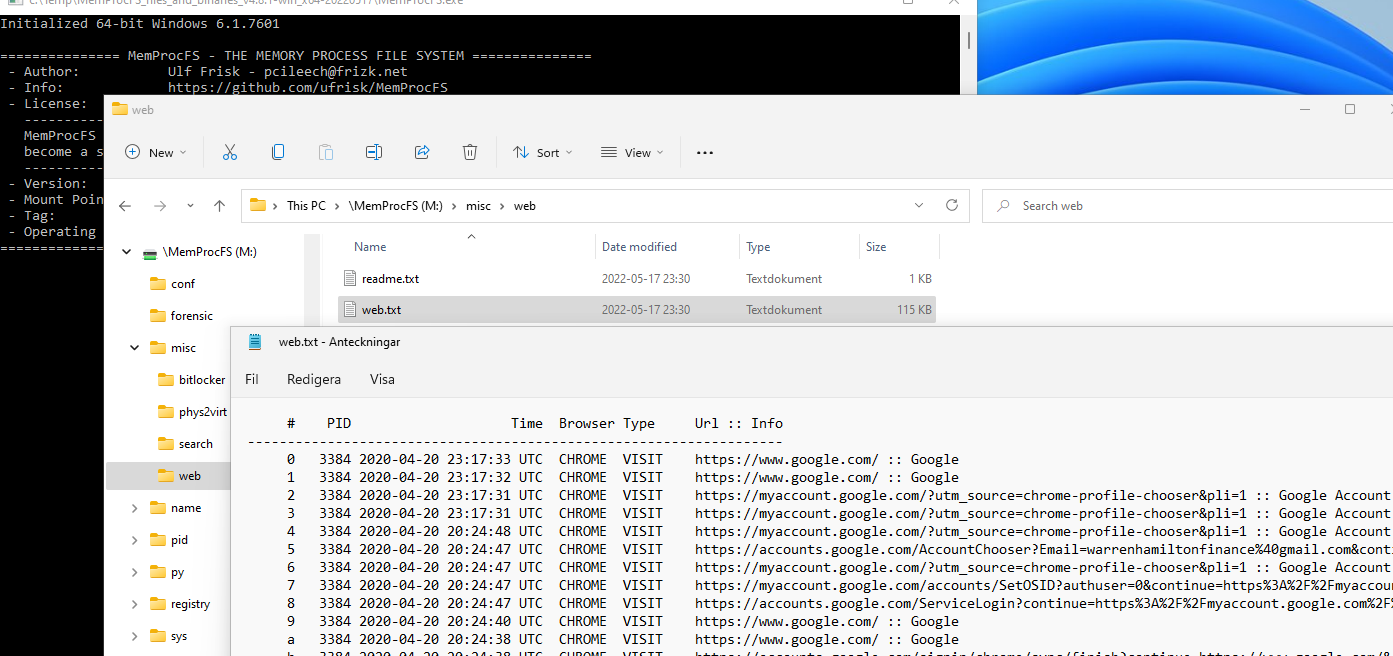 c:\Temp\MemProcFS_files_and_binaries_v4.8.1-win_x64-20220517\MemProcFS.exe
Initialized 64-bit Windows 6.1.7601
=============== MemProcFS - THE MEMORY PROCESS FILE SYSTEM ===============
- Author: Ulf Frisk - pcileech@frizk.net
- Info: https://github.com/ufrisk/MemProcFS
- License:
----------
MemProcFS
become a s
----------
- Version:
- Mount Poin
- Tag:
- Operating
=============
web
New Sort View ...
This PC > \MemProcFS (M:) > misc > web
Search web
Name Date modified Type Size
readme.txt 2022-05-17 23:30 Textdokument 1 KB
web.txt 2022-05-17 23:30 Textdokument 115 KB
\MemProcFS (M:)
conf
forensic
misc
bitlocker
phys2virt
search
web
name
pid
py
registry
sys
web.txt - Anteckningar
Fil Redigera Visa
# PID Time Browser Type Url :: Info
-------------------------------------------------------------------
0 3384 2020-04-20 23:17:33 UTC CHROME VISIT https://www.google.com/ :: Google
1 3384 2020-04-20 23:17:32 UTC CHROME VISIT https://www.google.com/ :: Google
2 3384 2020-04-20 23:17:31 UTC CHROME VISIT https://myaccount.google.com/?utm_source=chrome-profile-chooser&pli=1 :: Google Account
3 3384 2020-04-20 23:17:31 UTC CHROME VISIT https://myaccount.google.com/?utm_source=chrome-profile-chooser&pli=1 :: Google Account
4 3384 2020-04-20 20:24:48 UTC CHROME VISIT https://myaccount.google.com/?utm_source=chrome-profile-chooser&pli=1 :: Google Account
5 3384 2020-04-20 20:24:47 UTC CHROME VISIT https://accounts.google.com/AccountChooser?Email=warrenhamiltonfinance%40gmail.com&conti
6 3384 2020-04-20 20:24:47 UTC CHROME VISIT https://myaccount.google.com/?utm_source=chrome-profile-chooser&pli=1 :: Google Account
7 3384 2020-04-20 20:24:47 UTC CHROME VISIT https://myaccount.google.com/accounts/SetOSID?authuser=0&continue=https%3A%2F%2Fmyaccou
8 3384 2020-04-20 20:24:47 UTC CHROME VISIT https://accounts.google.com/ServiceLogin?continue=https%3A%2F%2Fmyaccount.google.com%2F
9 3384 2020-04-20 20:24:40 UTC CHROME VISIT https://www.google.com/ :: Google
a 3384 2020-04-20 20:24:38 UTC CHROME VISIT https://www.google.com/ :: Google
b 3384 2020-04-20 20:24:38 UTC CHROME VISIT